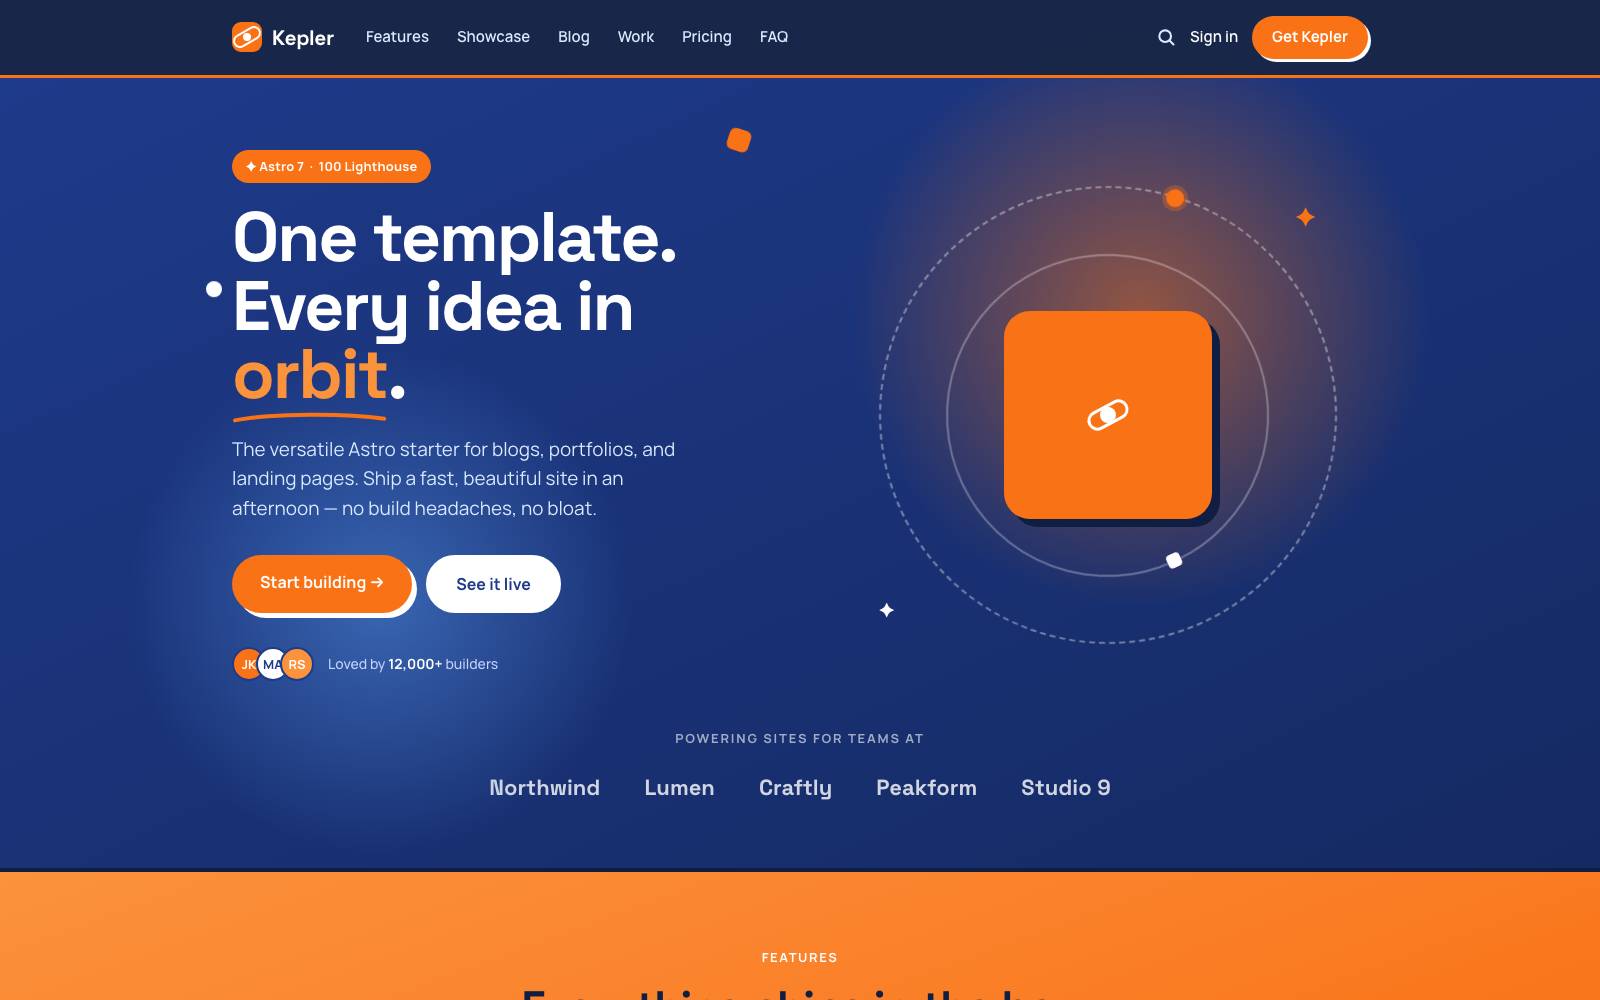 Kepler
Features
Showcase
Blog
Work
Pricing
FAQ
Sign in
Get Kepler
✦ Astro 7 · 100 Lighthouse
One template.
Every idea in
orbit.
The versatile Astro starter for blogs, portfolios, and
landing pages. Ship a fast, beautiful site in an
afternoon — no build headaches, no bloat.
Start building →
See it live
JK
MA
RS
Loved by 12,000+ builders
POWERING SITES FOR TEAMS AT
Northwind
Lumen
Craftly
Peakform
Studio 9
FEATURES